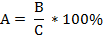 A = B/C * 100%